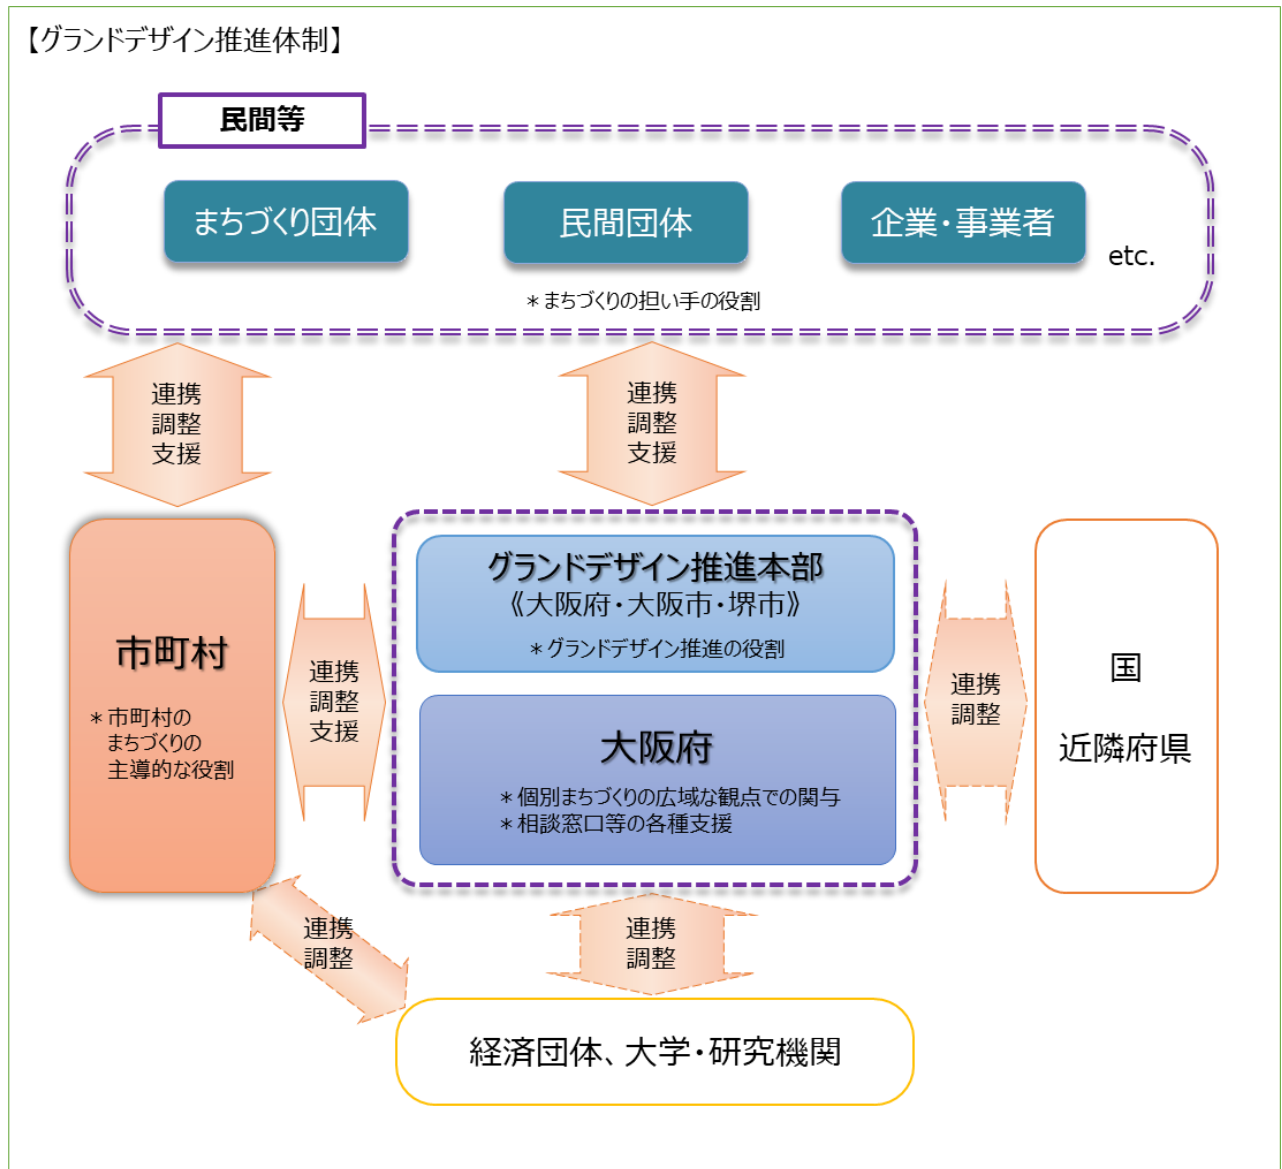 【グランドデザイン推進体制】
民間等
まちづくり団体
民間団体
企業・事業者
etc.
＊まちづくりの担い手の役割
連携
調整
支援
連携
調整
支援
市町村
＊市町村の
まちづくりの
主導的な役割
連携
調整
支援
グランドデザイン推進本部
《大阪府・大阪市・堺市》
＊グランドデザイン推進の役割
大阪府
＊個別まちづくりの広域な観点での関与
＊相談窓口等の各種支援
連携
調整
国
近隣府県
連携
調整
連携
調整
経済団体、大学・研究機関